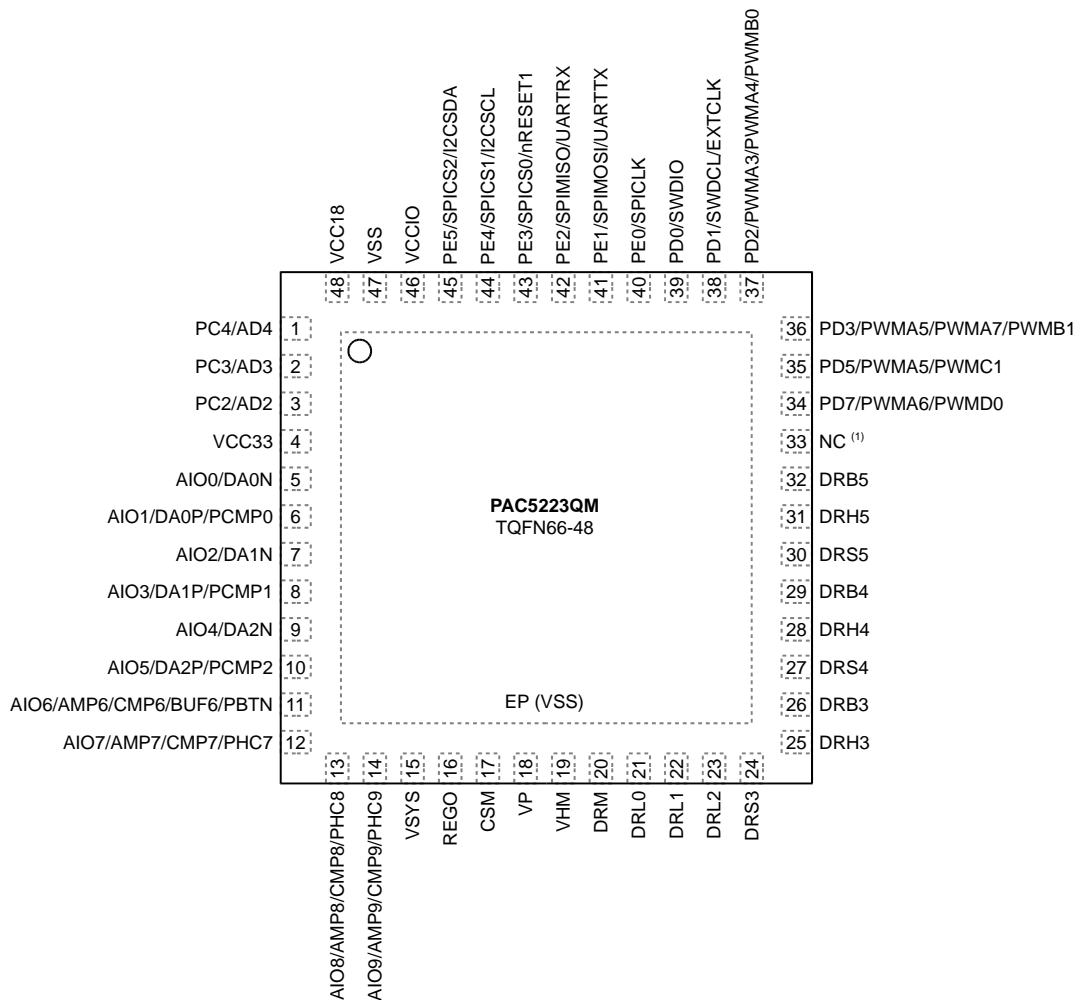 VCC18
VSS
VCCIO
PE5/SPICS2/I2CSDA
PE4/SPICS1/I2CSCL
PE3/SPICS0/nRESET1
PE2/SPIMISO/UARTRX
PE1/SPIMOSI/UARTTX
PE0/SPICLK
PD0/SWDIO
PD1/SWDCL/EXTCLK
PD2/PWMA3/PWMA4/PWMB0
48 47 46 45 44 43 42 41 40 39 38 37
PC4/AD4 1
PC3/AD3 2
PC2/AD2 3
VCC33 4
AIO0/DA0N 5
AIO1/DA0P/PCMP0 6
AIO2/DA1N 7
AIO3/DA1P/PCMP1 8
AIO4/DA2N 9
AIO5/DA2P/PCMP2 10
AIO6/AMP6/CMP6/BUF6/PBTN 11
AIO7/AMP7/CMP7/PHC7 12
PAC5223QM
TQFN66-48
EP (VSS)
36 PD3/PWMA5/PWMA7/PWMB1
35 PD5/PWMA5/PWMC1
34 PD7/PWMA6/PWMD0
33 NC (1)
32 DRB5
31 DRH5
30 DRS5
29 DRB4
28 DRH4
27 DRS4
26 DRB3
25 DRH3
13 14 15 16 17 18 19 20 21 22 23 24
AIO8/AMP8/CMP8/PHC8
AIO9/AMP9/CMP9/PHC9
VSYS
REGO
CSM
VP
VHM
DRM
DRL0
DRL1
DRL2
DRS3